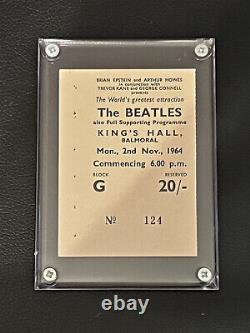 BRIAN EPSTEIN and ARTHUR HOWES
in conjunction with
TREVOR KANE and GEORGE CONNELL
presents
The World's greatest attraction
The BEATLES
also Full Supporting Programme
KING'S HALL,
BALMORAL
Mon., 2nd Nov., 1964
Commencing 6.00 p.m.
BLOCK RESERVED
G 20/-
No 124